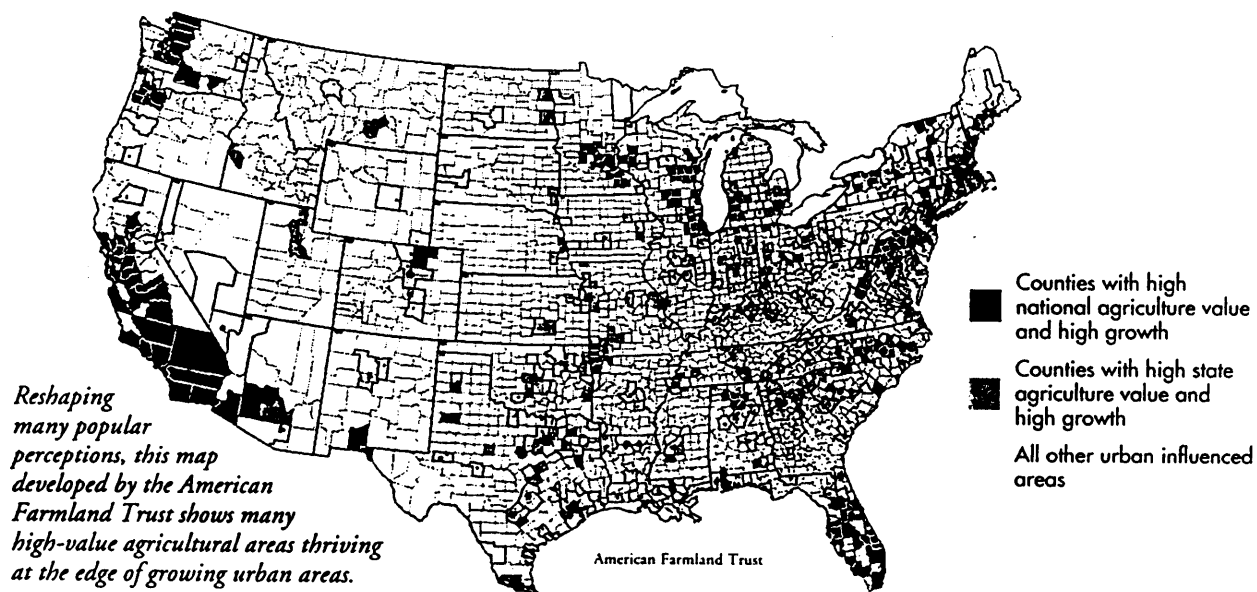 Counties with high
national agriculture value
and high growth
Counties with high state
agriculture value and
high growth
All other urban influenced
areas
Reshaping
many popular
perceptions, this map
developed by the American
Farmland Trust shows many
high-value agricultural areas thriving
at the edge of growing urban areas.
American Farmland Trust